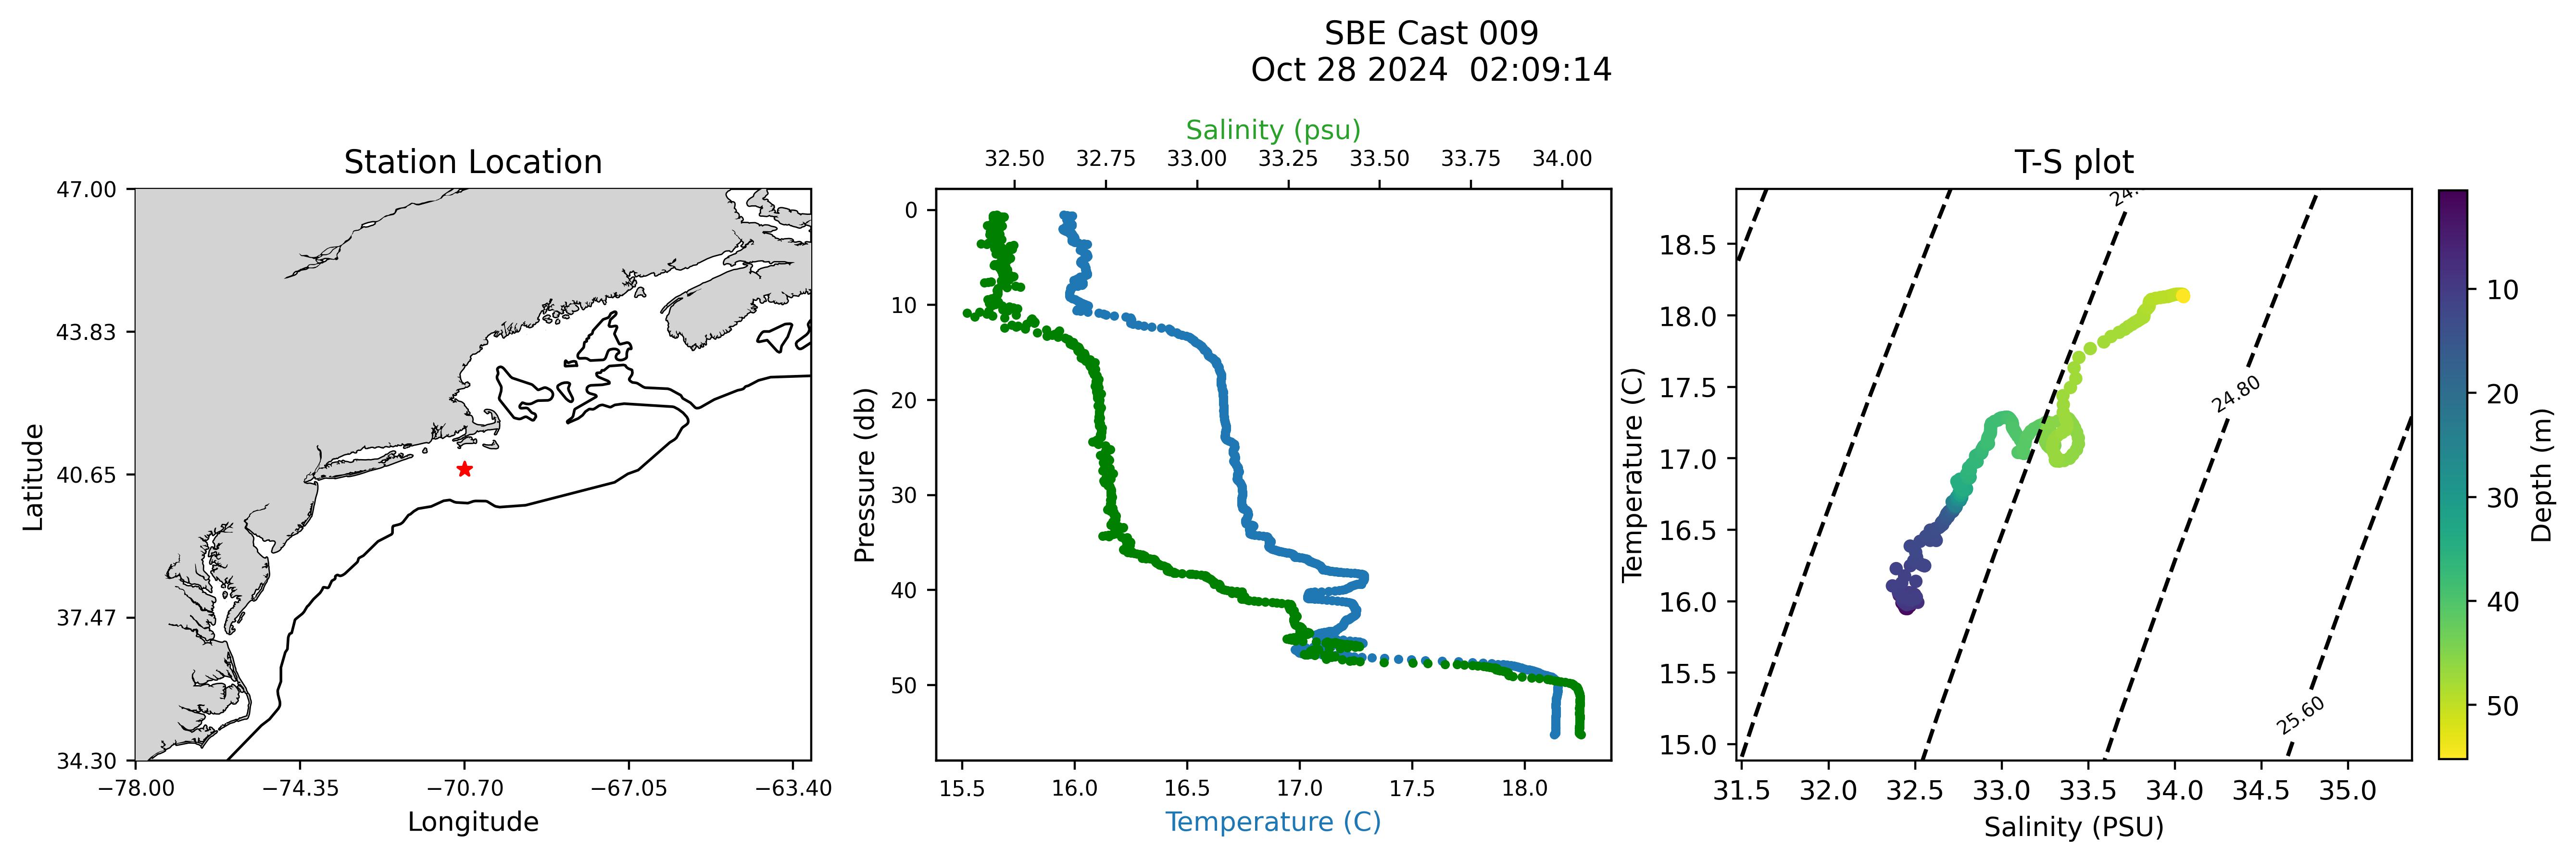 SBE Cast 009
Oct 28 2024  02:09:14
Station Location
47.00
43.83
40.65
37.47
34.30
Latitude
−78.00 −74.35 −70.70 −67.05 −63.40
Longitude
Salinity (psu)
32.50 32.75 33.00 33.25 33.50 33.75 34.00
0
10
20
30
40
50
Pressure (db)
15.5 16.0 16.5 17.0 17.5 18.0
Temperature (C)
T-S plot
18.5
18.0
17.5
17.0
16.5
16.0
15.5
15.0
Temperature (C)
24.80
25.60
31.5 32.0 32.5 33.0 33.5 34.0 34.5 35.0
Salinity (PSU)
10
20
30
40
50
Depth (m)